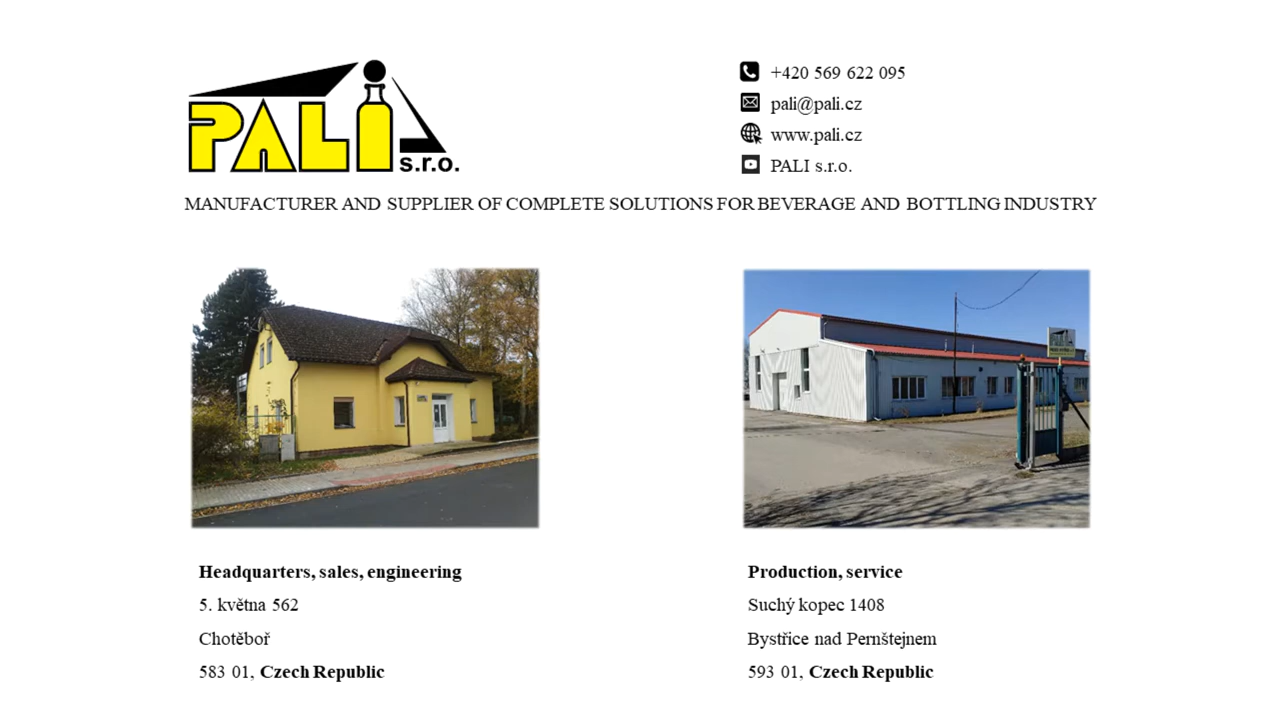 PALI s.r.o.
+420 569 622 095
pali@pali.cz
www.pali.cz
PALI s.r.o.
MANUFACTURER AND SUPPLIER OF COMPLETE SOLUTIONS FOR BEVERAGE AND BOTTLING INDUSTRY
Headquarters, sales, engineering
5. května 562
Chotěboř
583 01, Czech Republic
Production, service
Suchý kopec 1408
Bystřice nad Pernštejnem
593 01, Czech Republic